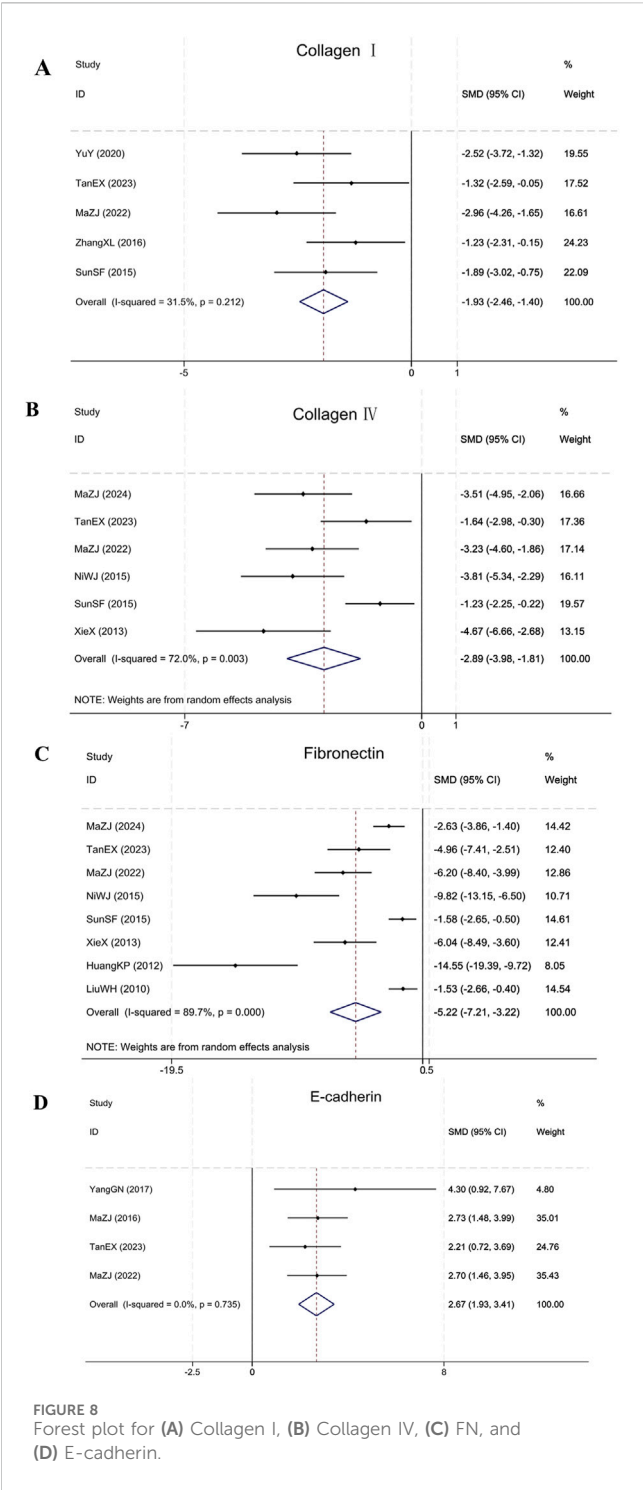 A
Collagen Ⅰ
Study %
ID SMD (95% CI) Weight
YuY (2020) -2.52 (-3.72, -1.32) 19.55
TanEX (2023) -1.32 (-2.59, -0.05) 17.52
MaZJ (2022) -2.96 (-4.26, -1.65) 16.61
ZhangXL (2016) -1.23 (-2.31, -0.15) 24.23
SunSF (2015) -1.89 (-3.02, -0.75) 22.09
Overall (I-squared = 31.5%, p = 0.212) -1.93 (-2.46, -1.40) 100.00
-5 0 1
B
Collagen Ⅳ
Study %
ID SMD (95% CI) Weight
MaZJ (2024) -3.51 (-4.95, -2.06) 16.66
TanEX (2023) -1.64 (-2.98, -0.30) 17.36
MaZJ (2022) -3.23 (-4.60, -1.86) 17.14
NiWJ (2015) -3.81 (-5.34, -2.29) 16.11
SunSF (2015) -1.23 (-2.25, -0.22) 19.57
XieX (2013) -4.67 (-6.66, -2.68) 13.15
Overall (I-squared = 72.0%, p = 0.003) -2.89 (-3.98, -1.81) 100.00
NOTE: Weights are from random effects analysis
-7 0 1
C
Fibronectin
Study %
ID SMD (95% CI) Weight
MaZJ (2024) -2.63 (-3.86, -1.40) 14.42
TanEX (2023) -4.96 (-7.41, -2.51) 12.40
MaZJ (2022) -6.20 (-8.40, -3.99) 12.86
NiWJ (2015) -9.82 (-13.15, -6.50) 10.71
SunSF (2015) -1.58 (-2.65, -0.50) 14.61
XieX (2013) -6.04 (-8.49, -3.60) 12.41
HuangKP (2012) -14.55 (-19.39, -9.72) 8.05
LiuWH (2010) -1.53 (-2.66, -0.40) 14.54
Overall (I-squared = 89.7%, p = 0.000) -5.22 (-7.21, -3.22) 100.00
NOTE: Weights are from random effects analysis
-19.5 0.5
D
E-cadherin
Study %
ID SMD (95% CI) Weight
YangGN (2017) 4.30 (0.92, 7.67) 4.80
MaZJ (2016) 2.73 (1.48, 3.99) 35.01
TanEX (2023) 2.21 (0.72, 3.69) 24.76
MaZJ (2022) 2.70 (1.46, 3.95) 35.43
Overall (I-squared = 0.0%, p = 0.735) 2.67 (1.93, 3.41) 100.00
-2.5 0 8
FIGURE 8
Forest plot for (A) Collagen I, (B) Collagen IV, (C) FN, and
(D) E-cadherin.